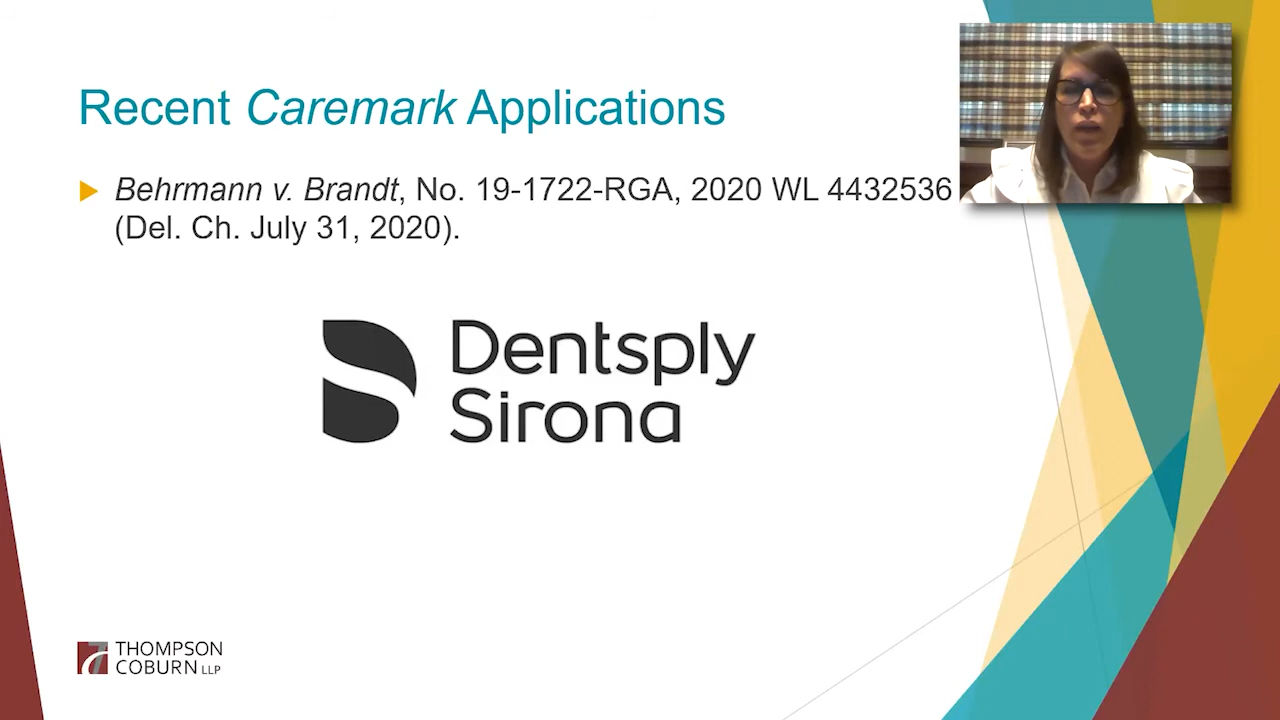 Recent Caremark Applications
Behrmann v. Brandt, No. 19-1722-RGA, 2020 WL 4432536
(Del. Ch. July 31, 2020).
Dentsply
Sirona
THOMPSON
COBURN LLP